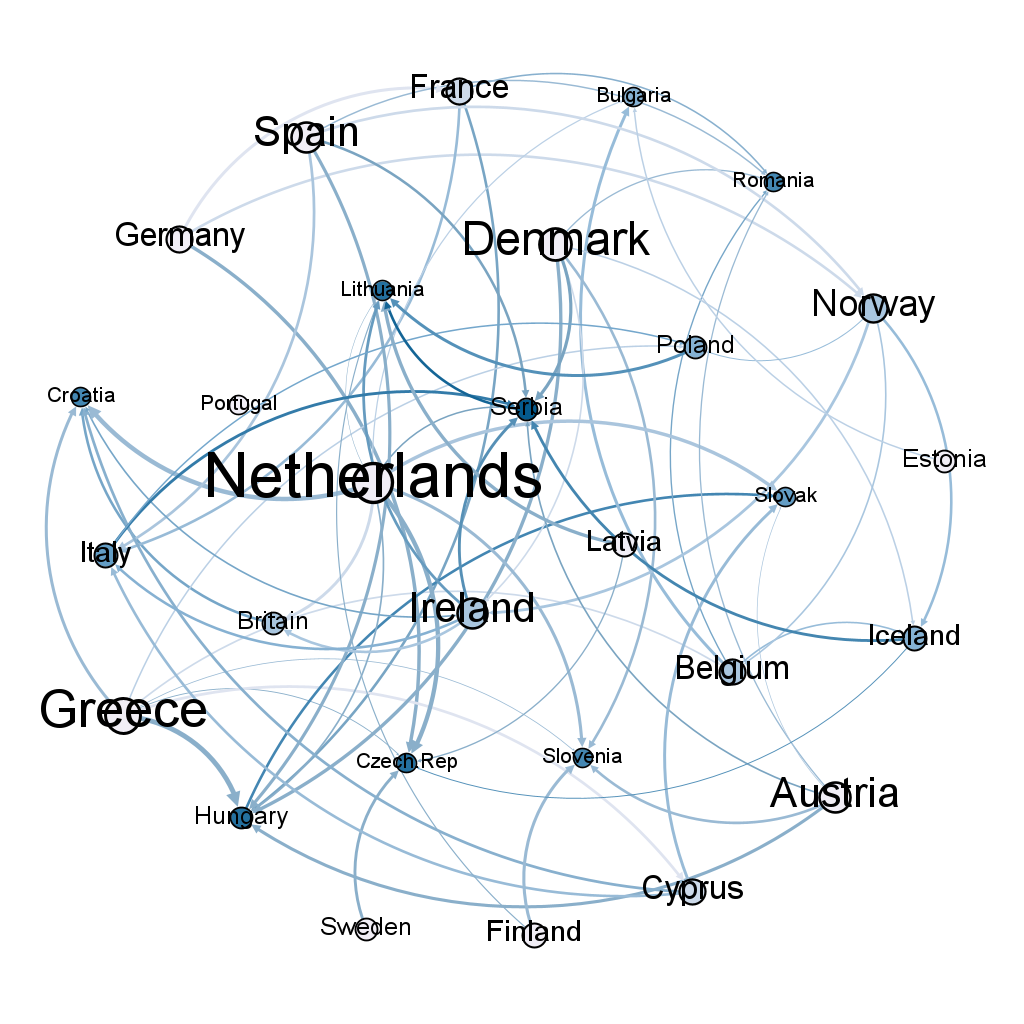 France
Bulgaria
Spain
Romania
Germany
Denmark
Lithuania
Norway
Poland
Croatia
Portugal
Serbia
Estonia
Netherlands
Slovak
Latvia
Italy
Ireland
Britain
Iceland
Belgium
Greece
Czech Rep
Slovenia
Austria
Hungary
Cyprus
Sweden
Finland